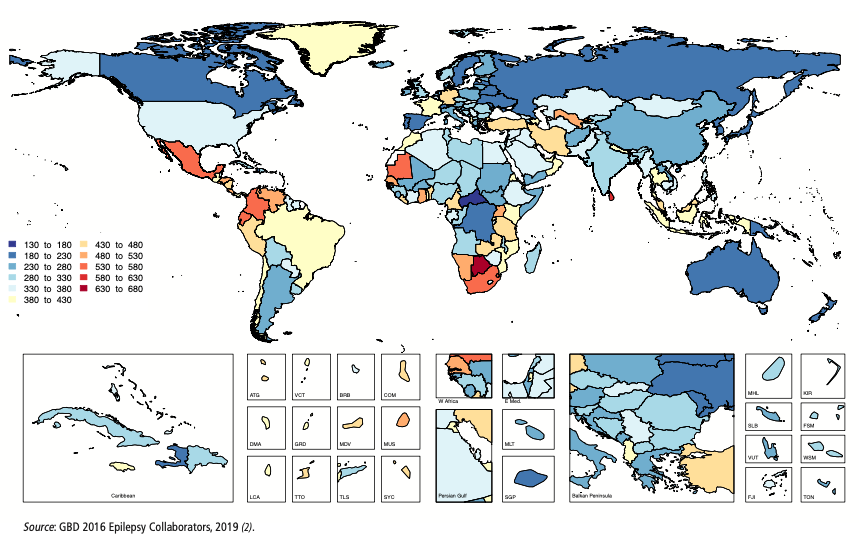 130 to 180 430 to 480
180 to 230 480 to 530
230 to 280 530 to 580
280 to 330 580 to 630
330 to 380 630 to 680
380 to 430
ATG VCT BRB COM W Africa E Med. MHL KIR
SLB FSM
DMA GRD MDV MUS MLT
VUT WSM
LCA TTO TLS SYC Persian Gulf SGP Balkan Peninsula FJI TON
Caribbean
Source: GBD 2016 Epilepsy Collaborators, 2019 (2).